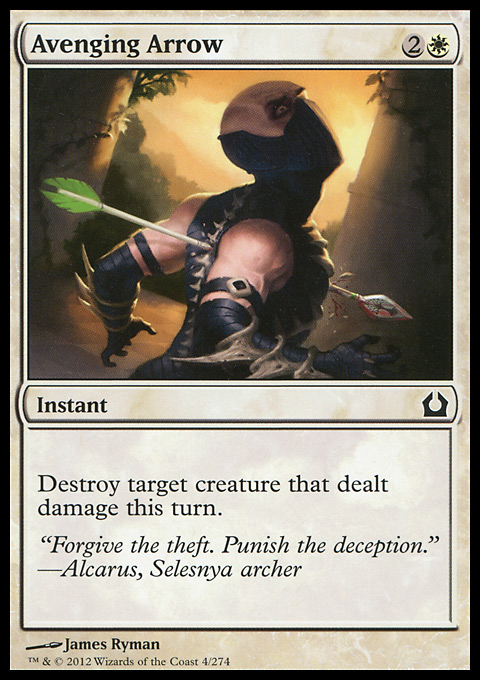 Avenging Arrow 2
Instant
Destroy target creature that dealt
damage this turn.
“Forgive the theft. Punish the deception.”
—Alcarus, Selesnya archer
James Ryman
™ & © 2012 Wizards of the Coast 4/274